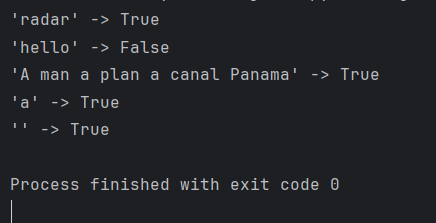 'radar' -> True
'hello' -> False
'A man a plan a canal Panama' -> True
'a' -> True
'' -> True
Process finished with exit code 0